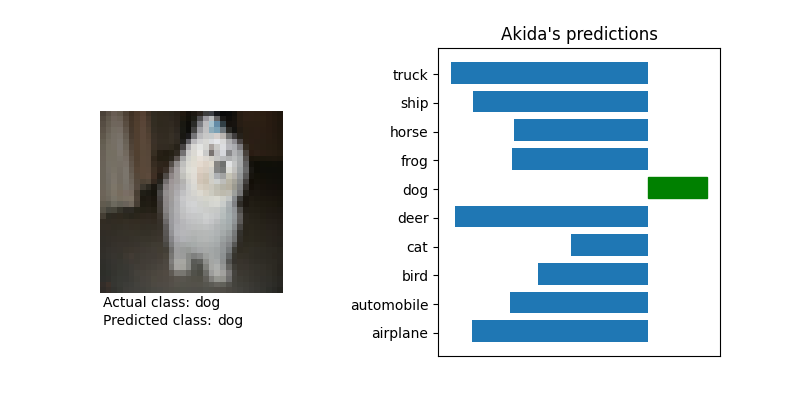 Akida's predictions
truck
ship
horse
frog
dog
deer
cat
bird
automobile
airplane
Actual class: dog
Predicted class: dog